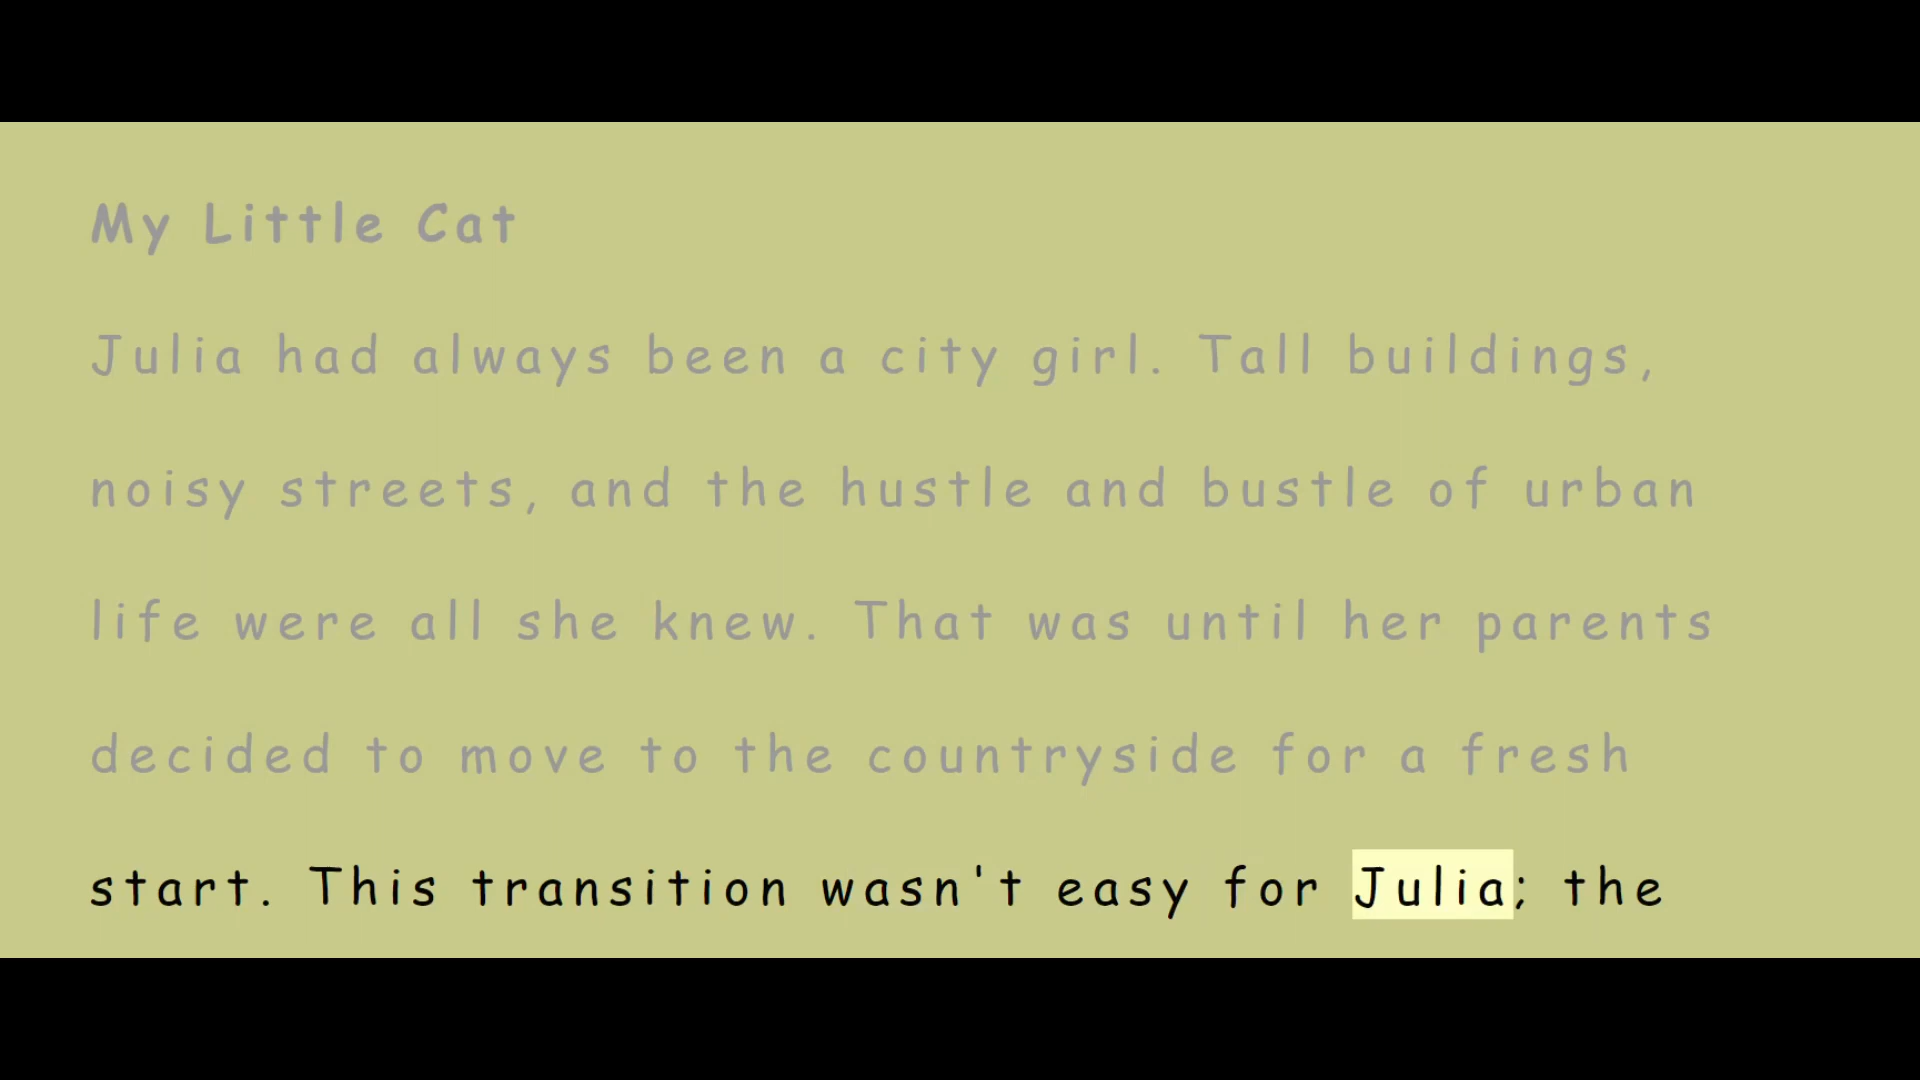 My Little Cat
Julia had always been a city girl. Tall buildings,
noisy streets, and the hustle and bustle of urban
life were all she knew. That was until her parents
decided to move to the countryside for a fresh
start. This transition wasn't easy for Julia; the